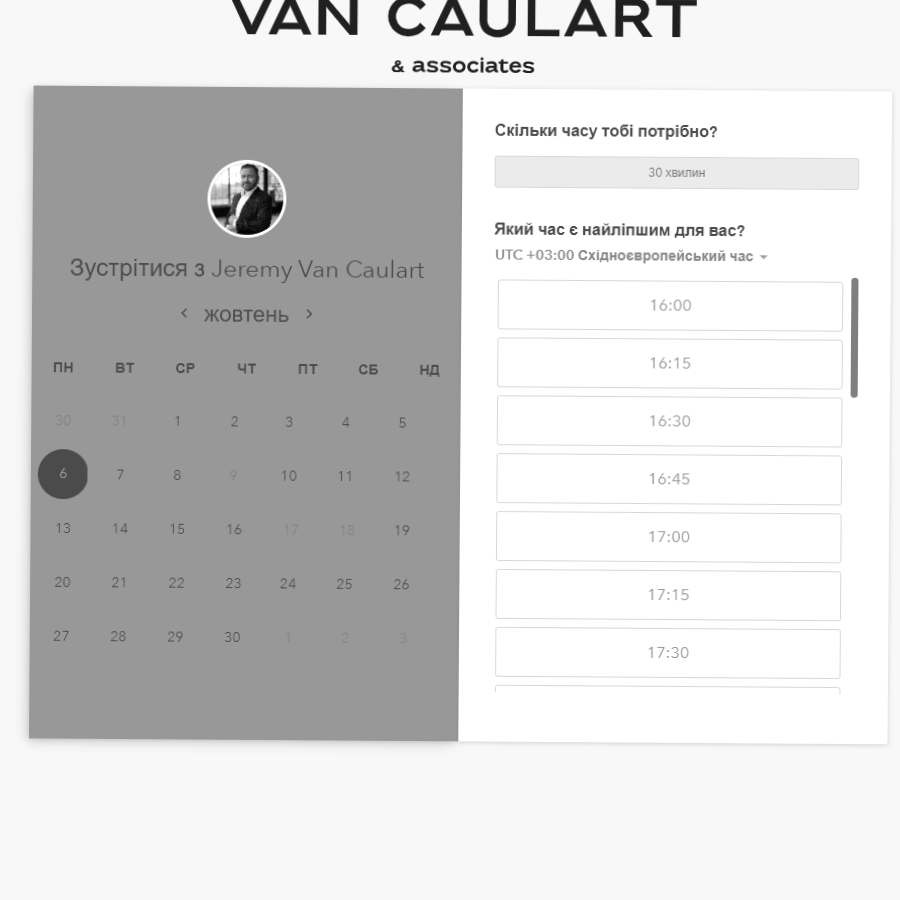 VAN CAULART
& associates
Зустрітися з Jeremy Van Caulart
жовтень
ПН ВТ СР ЧТ ПТ СБ НД
30 31 1 2 3 4 5
6 7 8 9 10 11 12
13 14 15 16 17 18 19
20 21 22 23 24 25 26
27 28 29 30 1 2 3
Скільки часу тобі потрібно?
30 хвилин
Який час є найліпшим для вас?
UTC +03:00 Східноєвропейський час
16:00
16:15
16:30
16:45
17:00
17:15
17:30